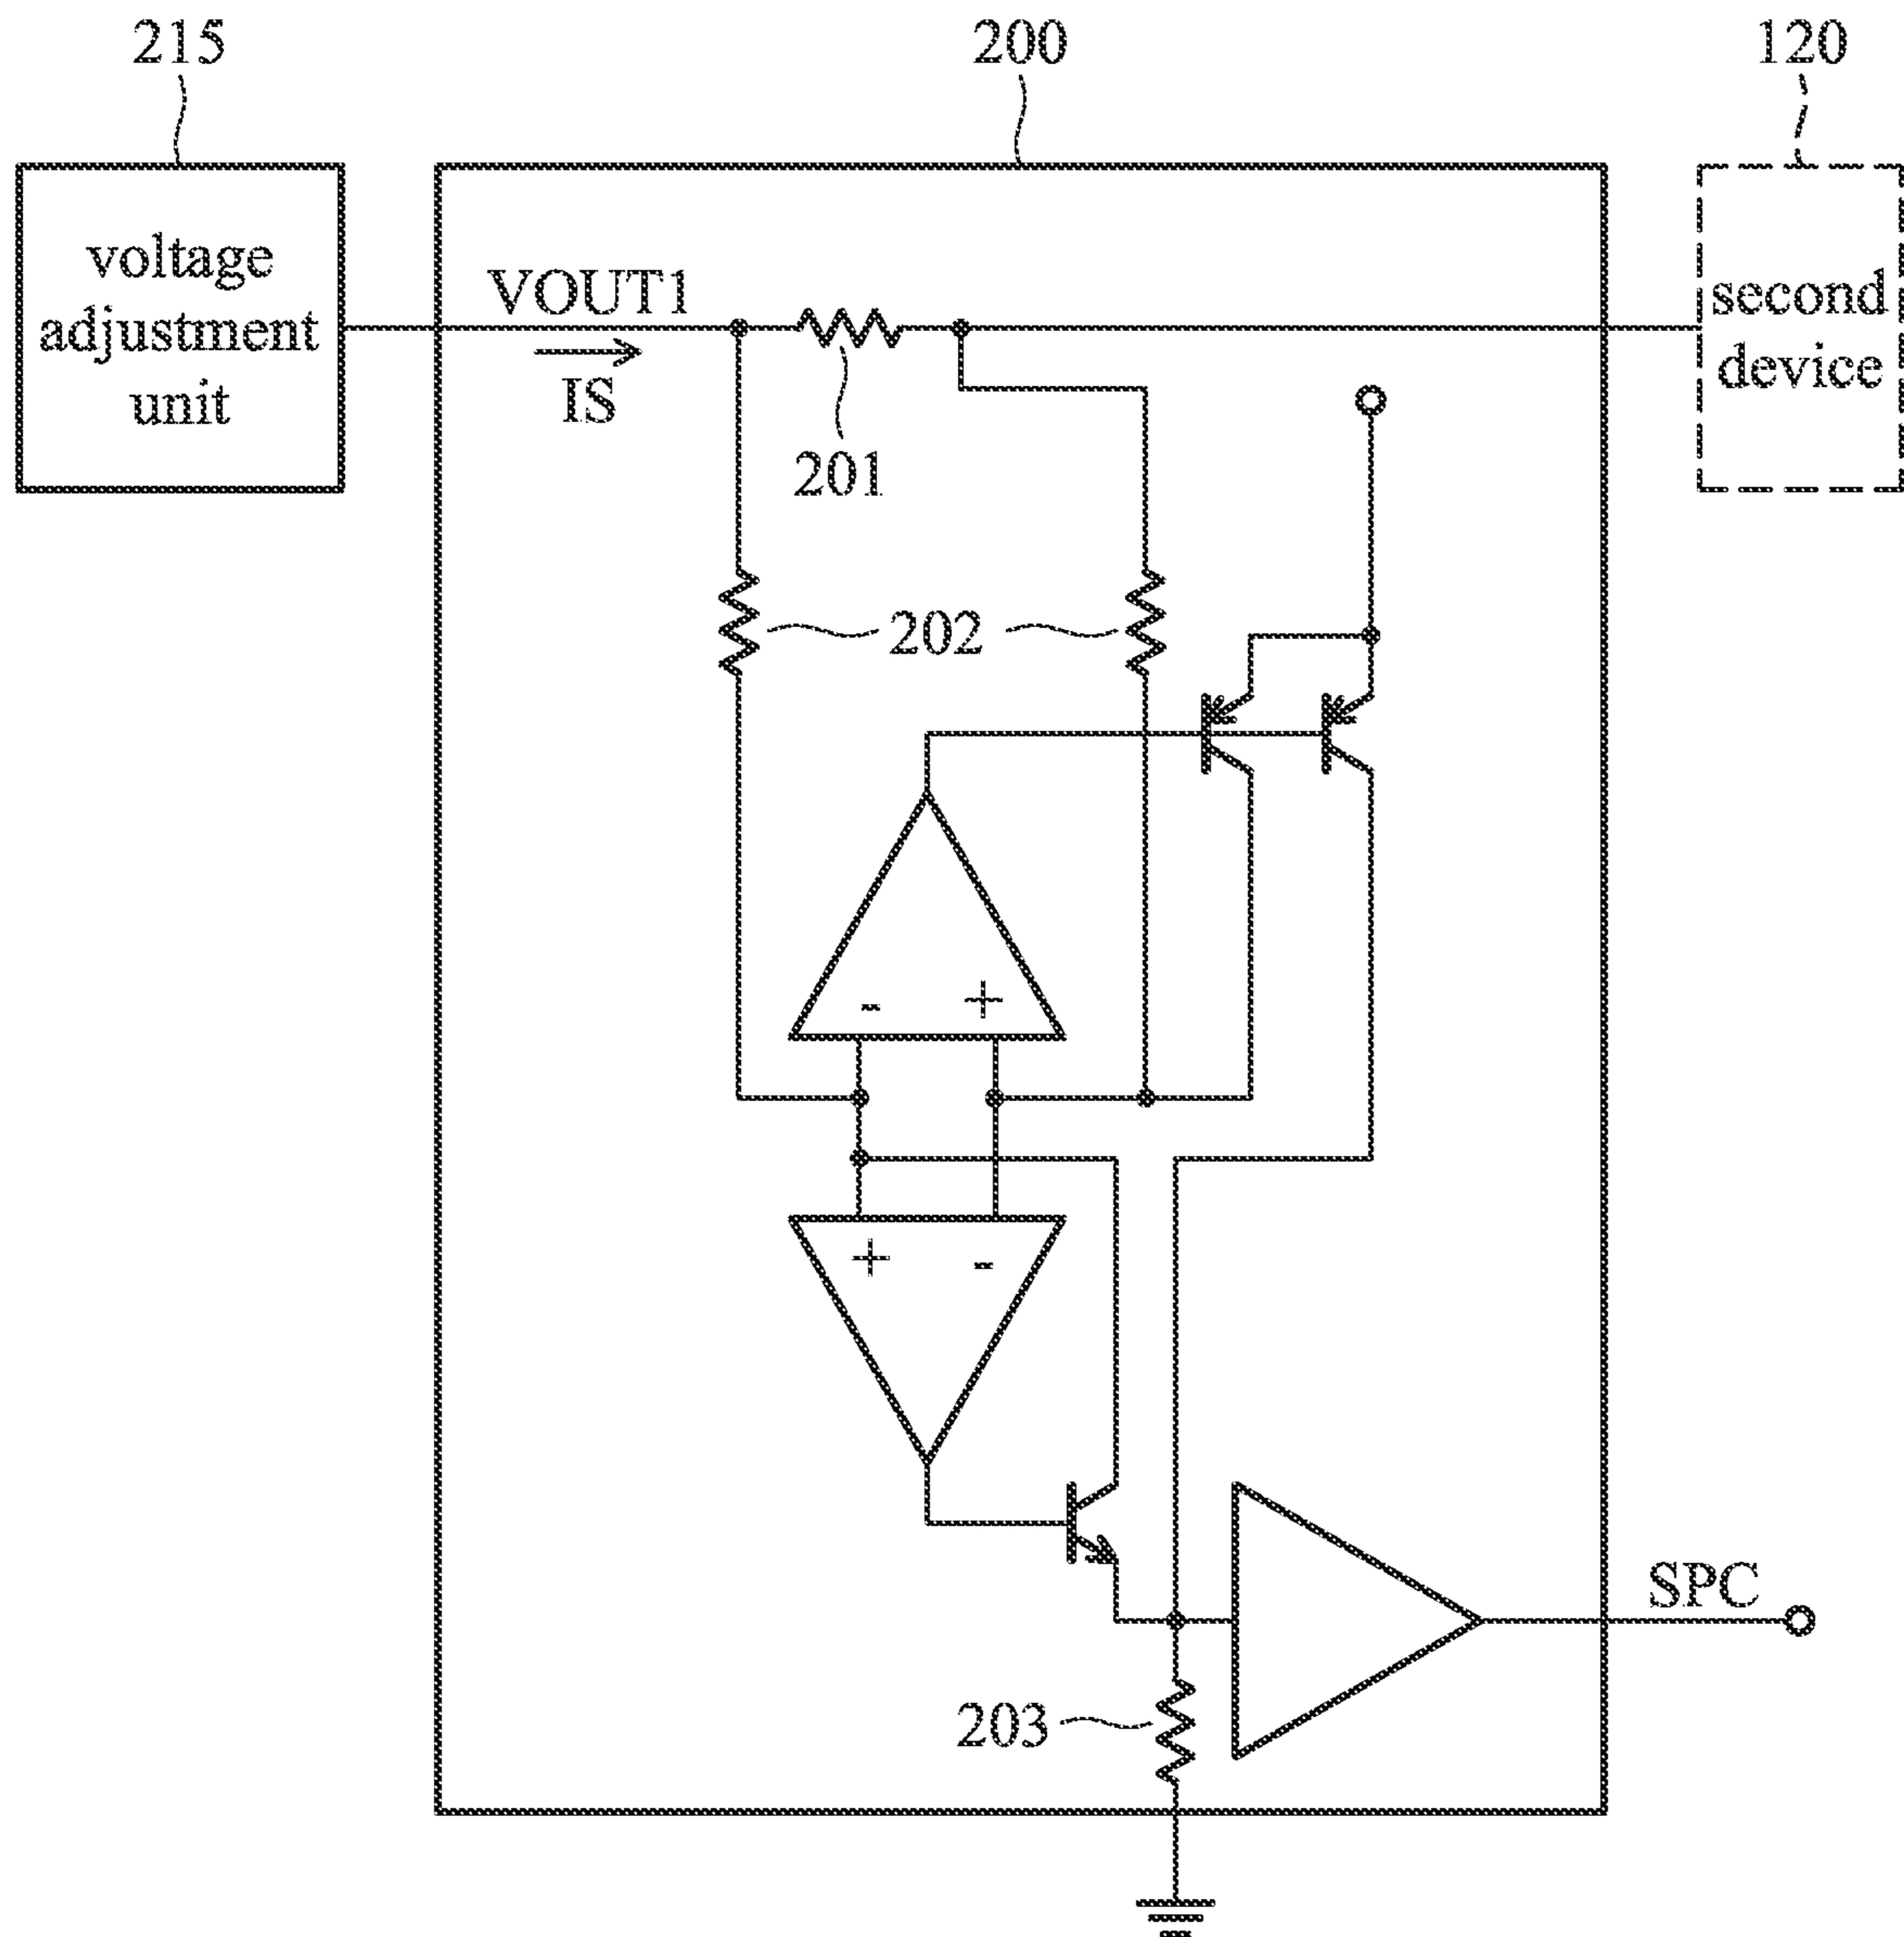 215
200
120
voltage
adjustment
unit
VOUT1
IS
201
second
device
202
- +
+ -
SPC
203